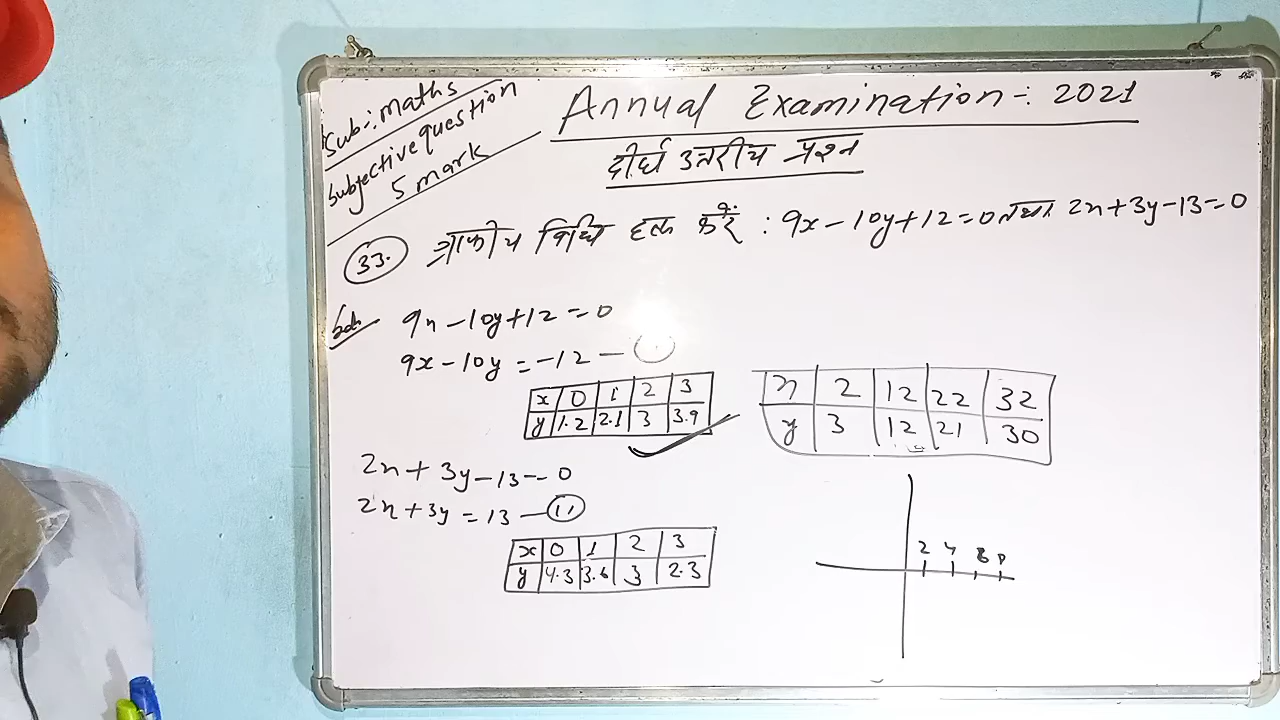 Sub:. maths
Subjective question
5 mark
Annual Examination-: 2021
दीर्घ उत्तरीय प्रश्न
33. ग्राफीय विधि हल करें : 9x-10y+12=0 तथा 2x+3y-13=0
Sol. 9x-10y+12=0
9x-10y=-12-
x 0 1 2 3
y 1.2 2.1 3 3.9
x 2 12 22 32
y 3 12 21 30
2x+3y-13=0
2x+3y=13-11
x 0 1 2 3
y 4.3 3.6 3 2.3
2 4 6 8